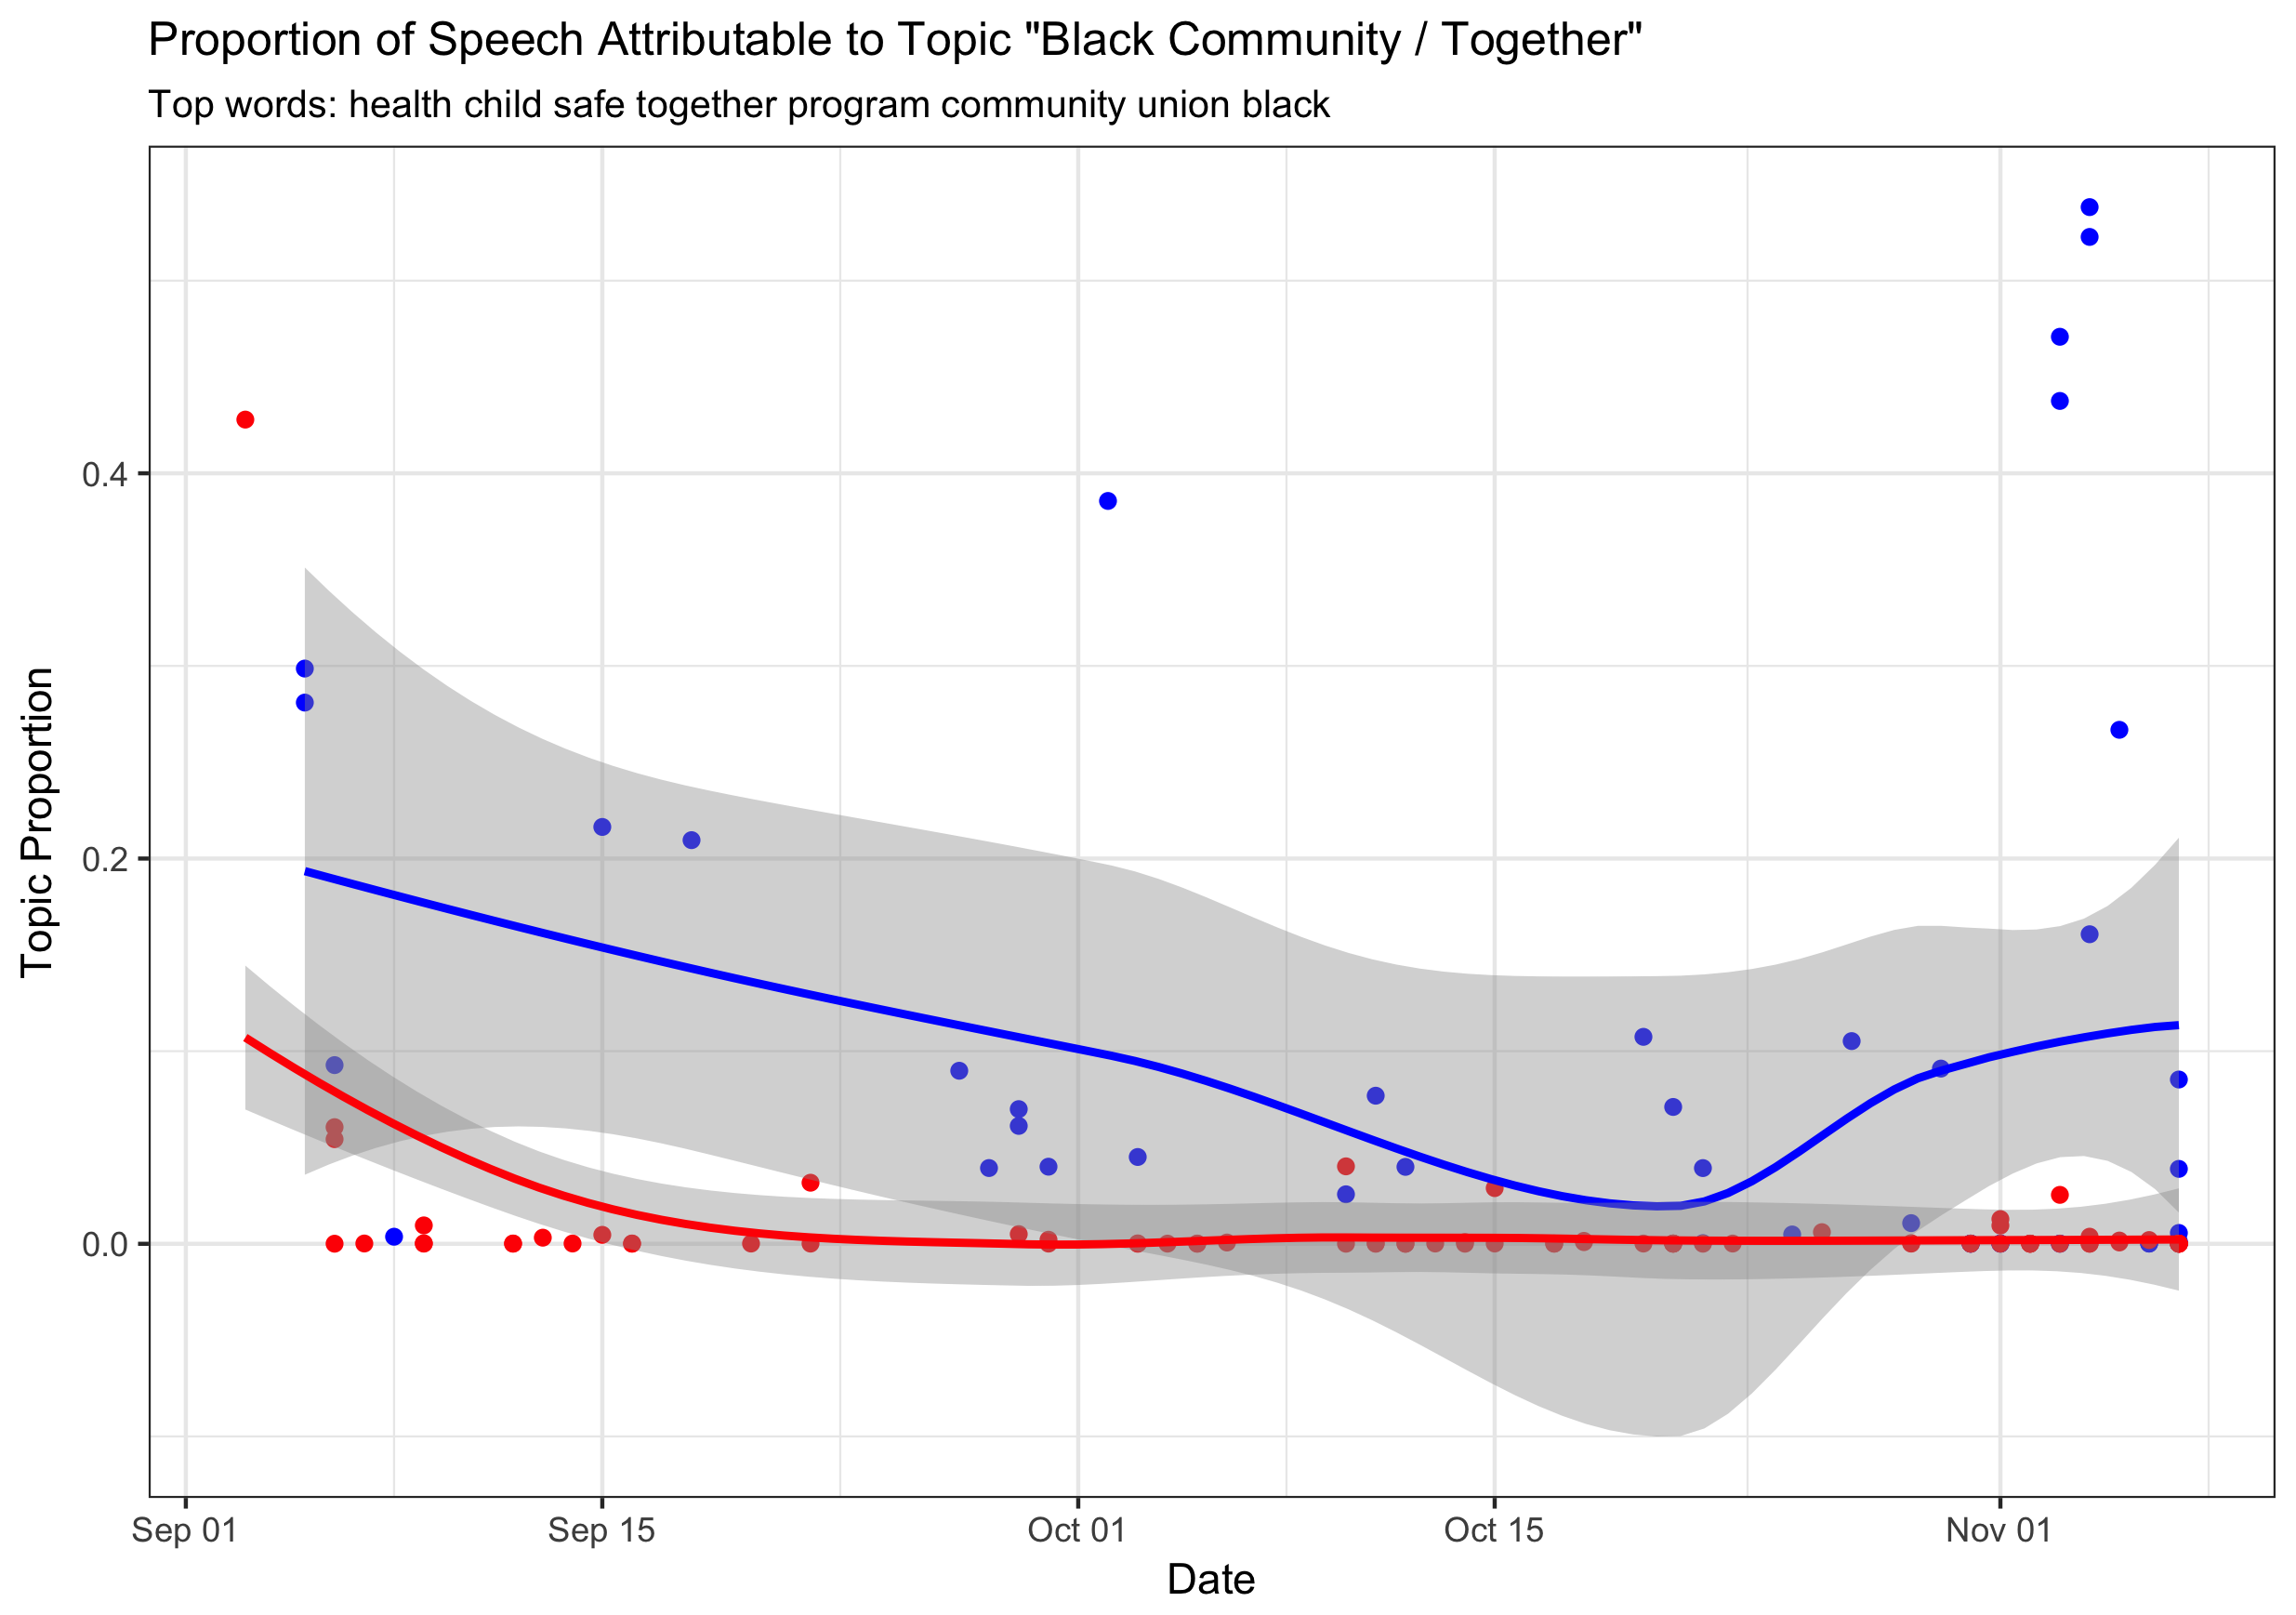 Proportion of Speech Attributable to Topic "Black Community / Together"
Top words: health child safe together program community union black
Topic Proportion
0.4
0.2
0.0
Sep 01
Sep 15
Oct 01
Oct 15
Nov 01
Date